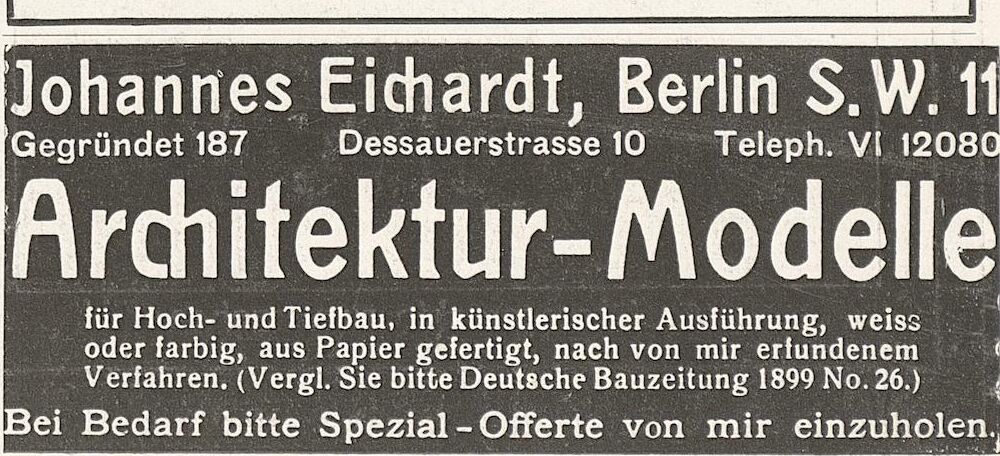 Johannes Eichardt, Berlin S.W. 11
Gegründet 187 Dessauerstrasse 10 Teleph. VI 12080
Architektur-Modelle
für Hoch- und Tiefbau, in künstlerischer Ausführung, weiss
oder farbig, aus Papier gefertigt, nach von mir erfundenem
Verfahren. (Vergl. Sie bitte Deutsche Bauzeitung 1899 No. 26.)
Bei Bedarf bitte Spezial-Offerte von mir einzuholen.